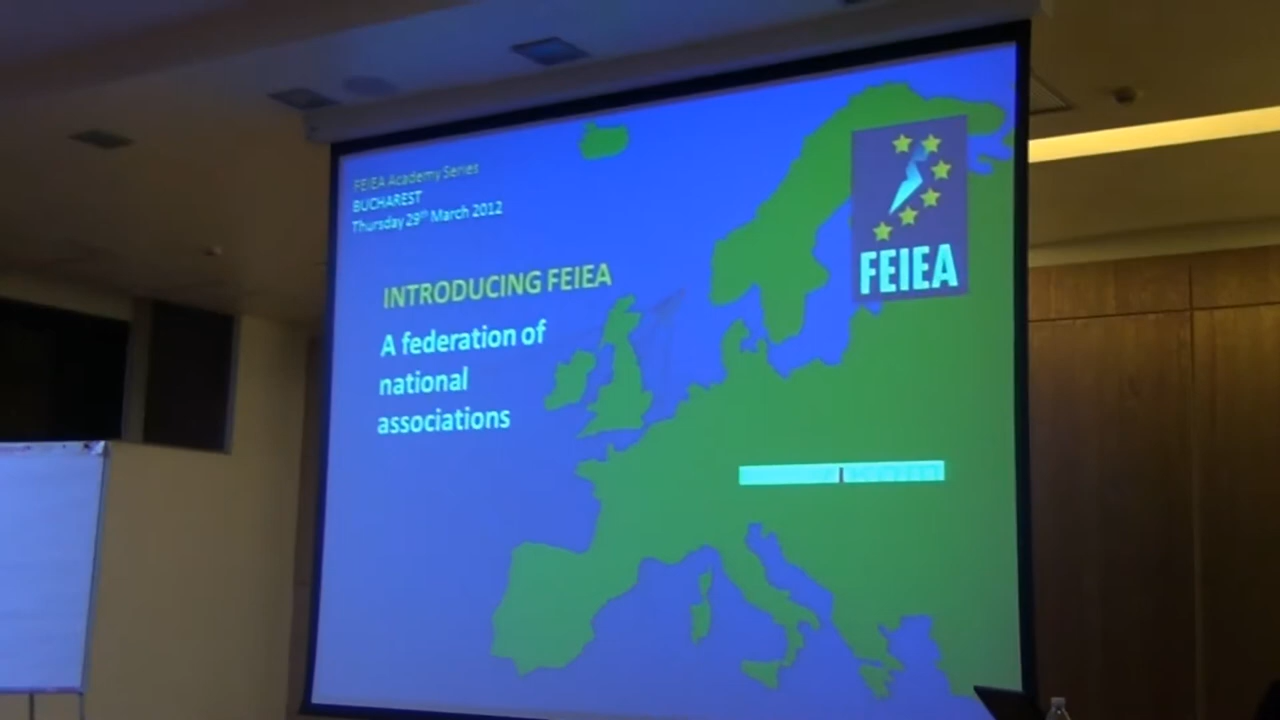 FEIEA Academy Series
BUCHAREST
Thursday 29th March 2012
INTRODUCING FEIEA
A federation of
national
associations
FEIEA